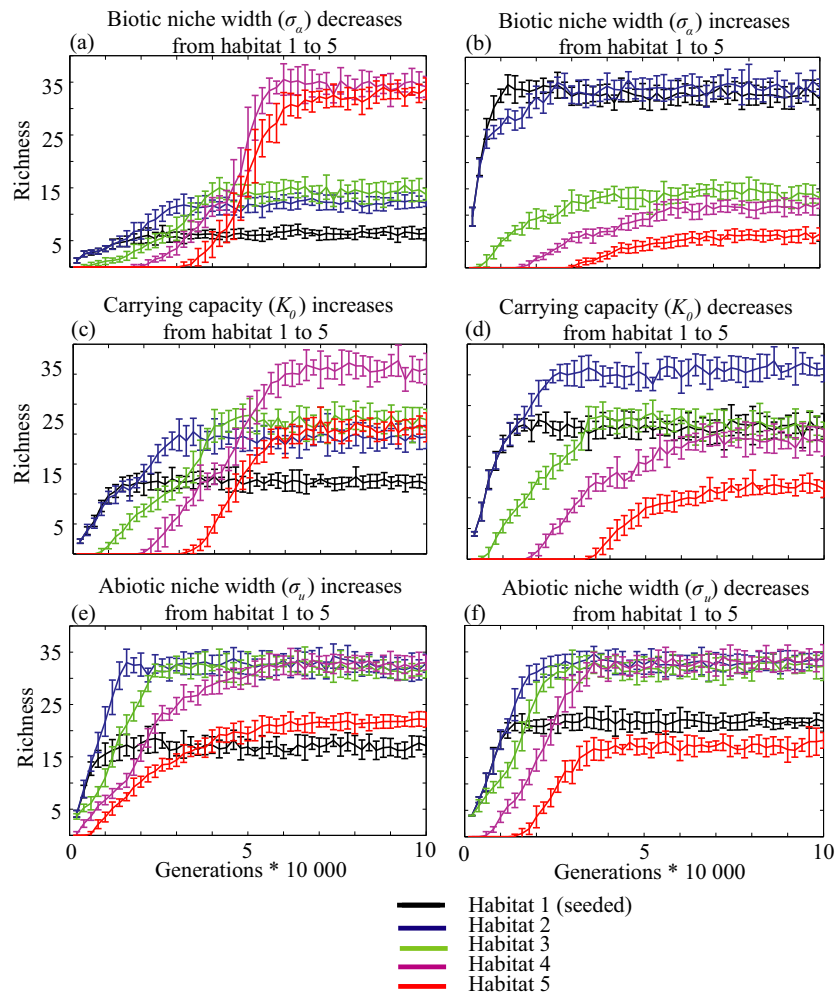 Biotic niche width (σα) decreases
from habitat 1 to 5
(a)
35
25
15
5
Richness
Biotic niche width (σα) increases
from habitat 1 to 5
(b)
Carrying capacity (K0) increases
from habitat 1 to 5
(c)
35
25
15
5
Richness
Carrying capacity (K0) decreases
from habitat 1 to 5
(d)
Abiotic niche width (σu) increases
from habitat 1 to 5
(e)
35
25
15
5
Richness
0 5 10
Generations * 10 000
Abiotic niche width (σu) decreases
from habitat 1 to 5
(f)
0 5 10
Generations * 10 000
Habitat 1 (seeded)
Habitat 2
Habitat 3
Habitat 4
Habitat 5